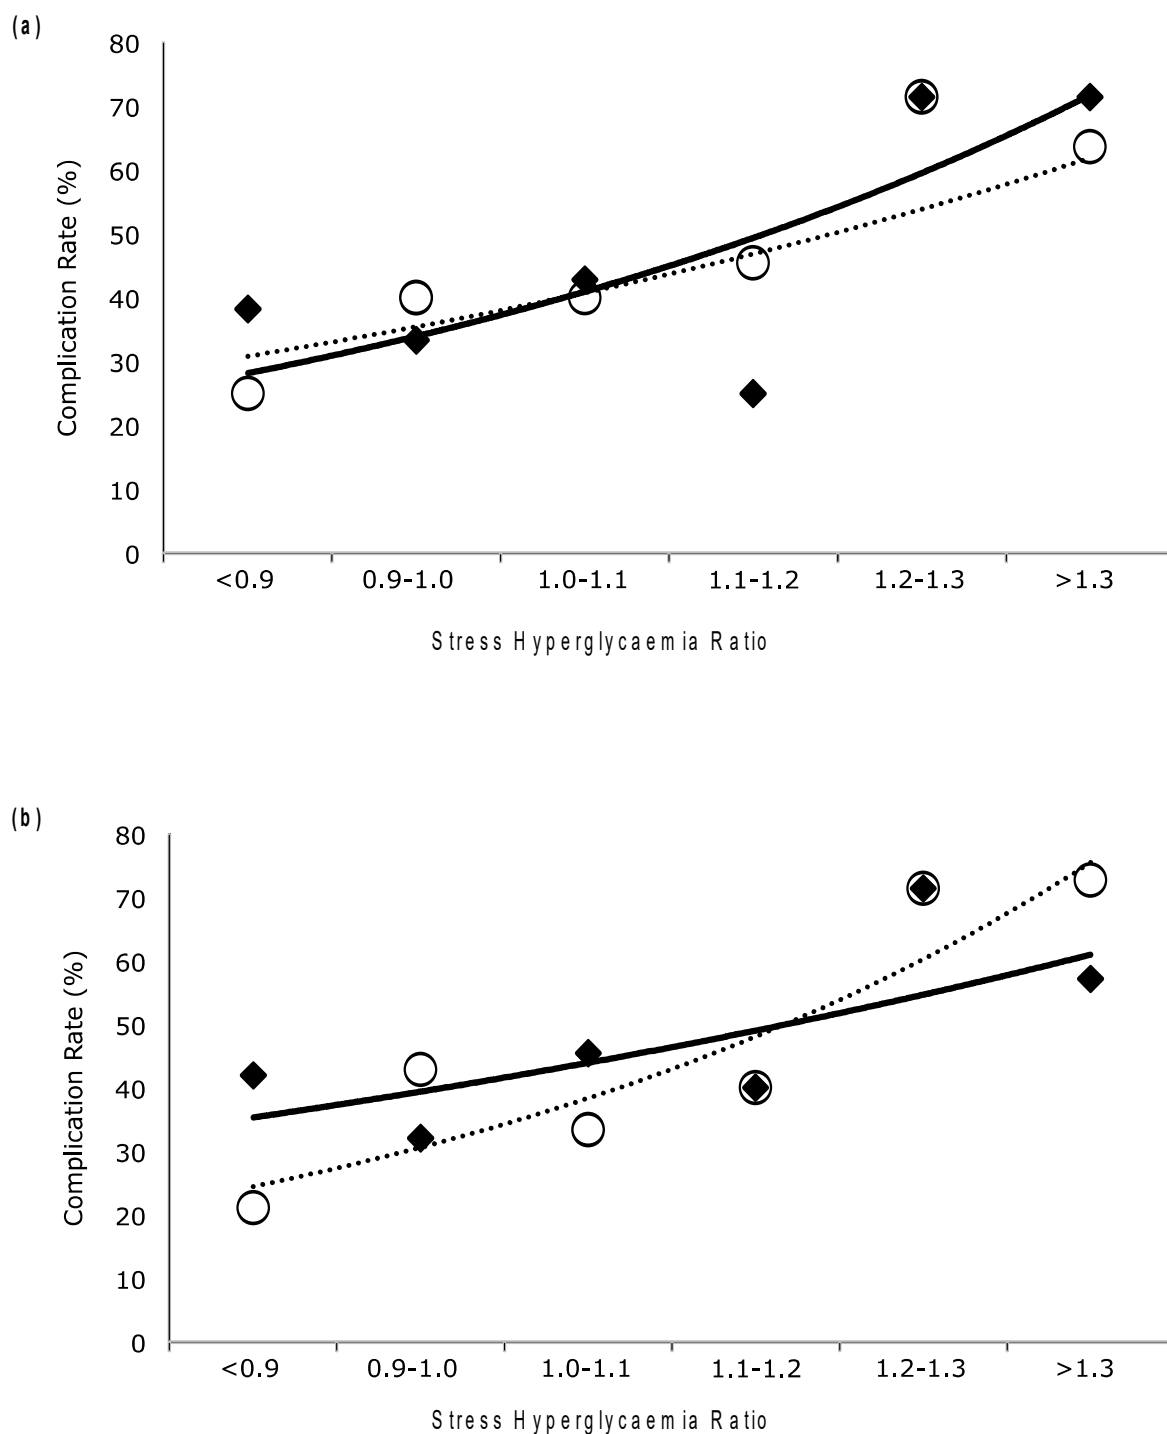 (a)
80
70
60
50
40
30
20
10
0
Complication Rate (%)
<0.9 0.9-1.0 1.0-1.1 1.1-1.2 1.2-1.3 >1.3
Stress Hyperglycaemia Ratio
(b)
80
70
60
50
40
30
20
10
0
Complication Rate (%)
<0.9 0.9-1.0 1.0-1.1 1.1-1.2 1.2-1.3 >1.3
Stress Hyperglycaemia Ratio